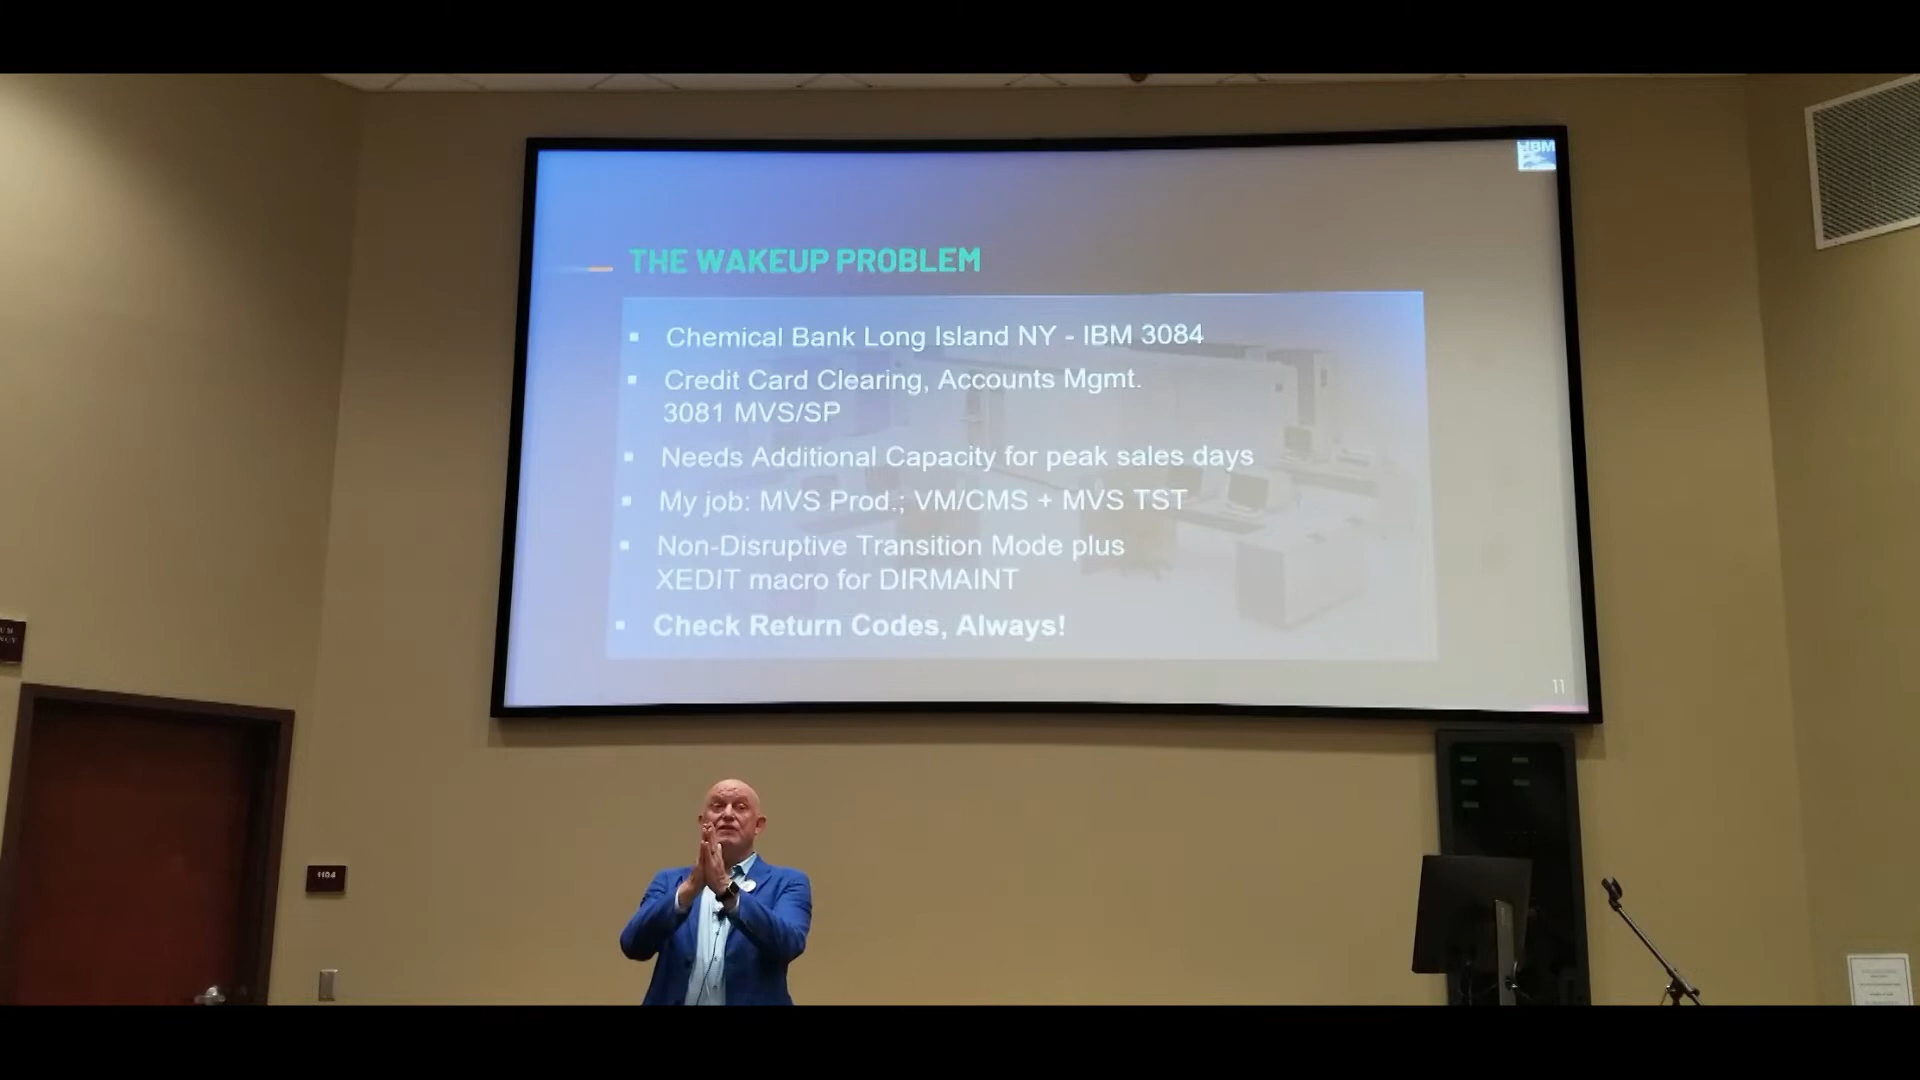 IBM
THE WAKEUP PROBLEM
▪ Chemical Bank Long Island NY - IBM 3084
▪ Credit Card Clearing, Accounts Mgmt.
3081 MVS/SP
▪ Needs Additional Capacity for peak sales days
▪ My job: MVS Prod.; VM/CMS + MVS TST
▪ Non-Disruptive Transition Mode plus
XEDIT macro for DIRMAINT
▪ Check Return Codes, Always!
11
1104